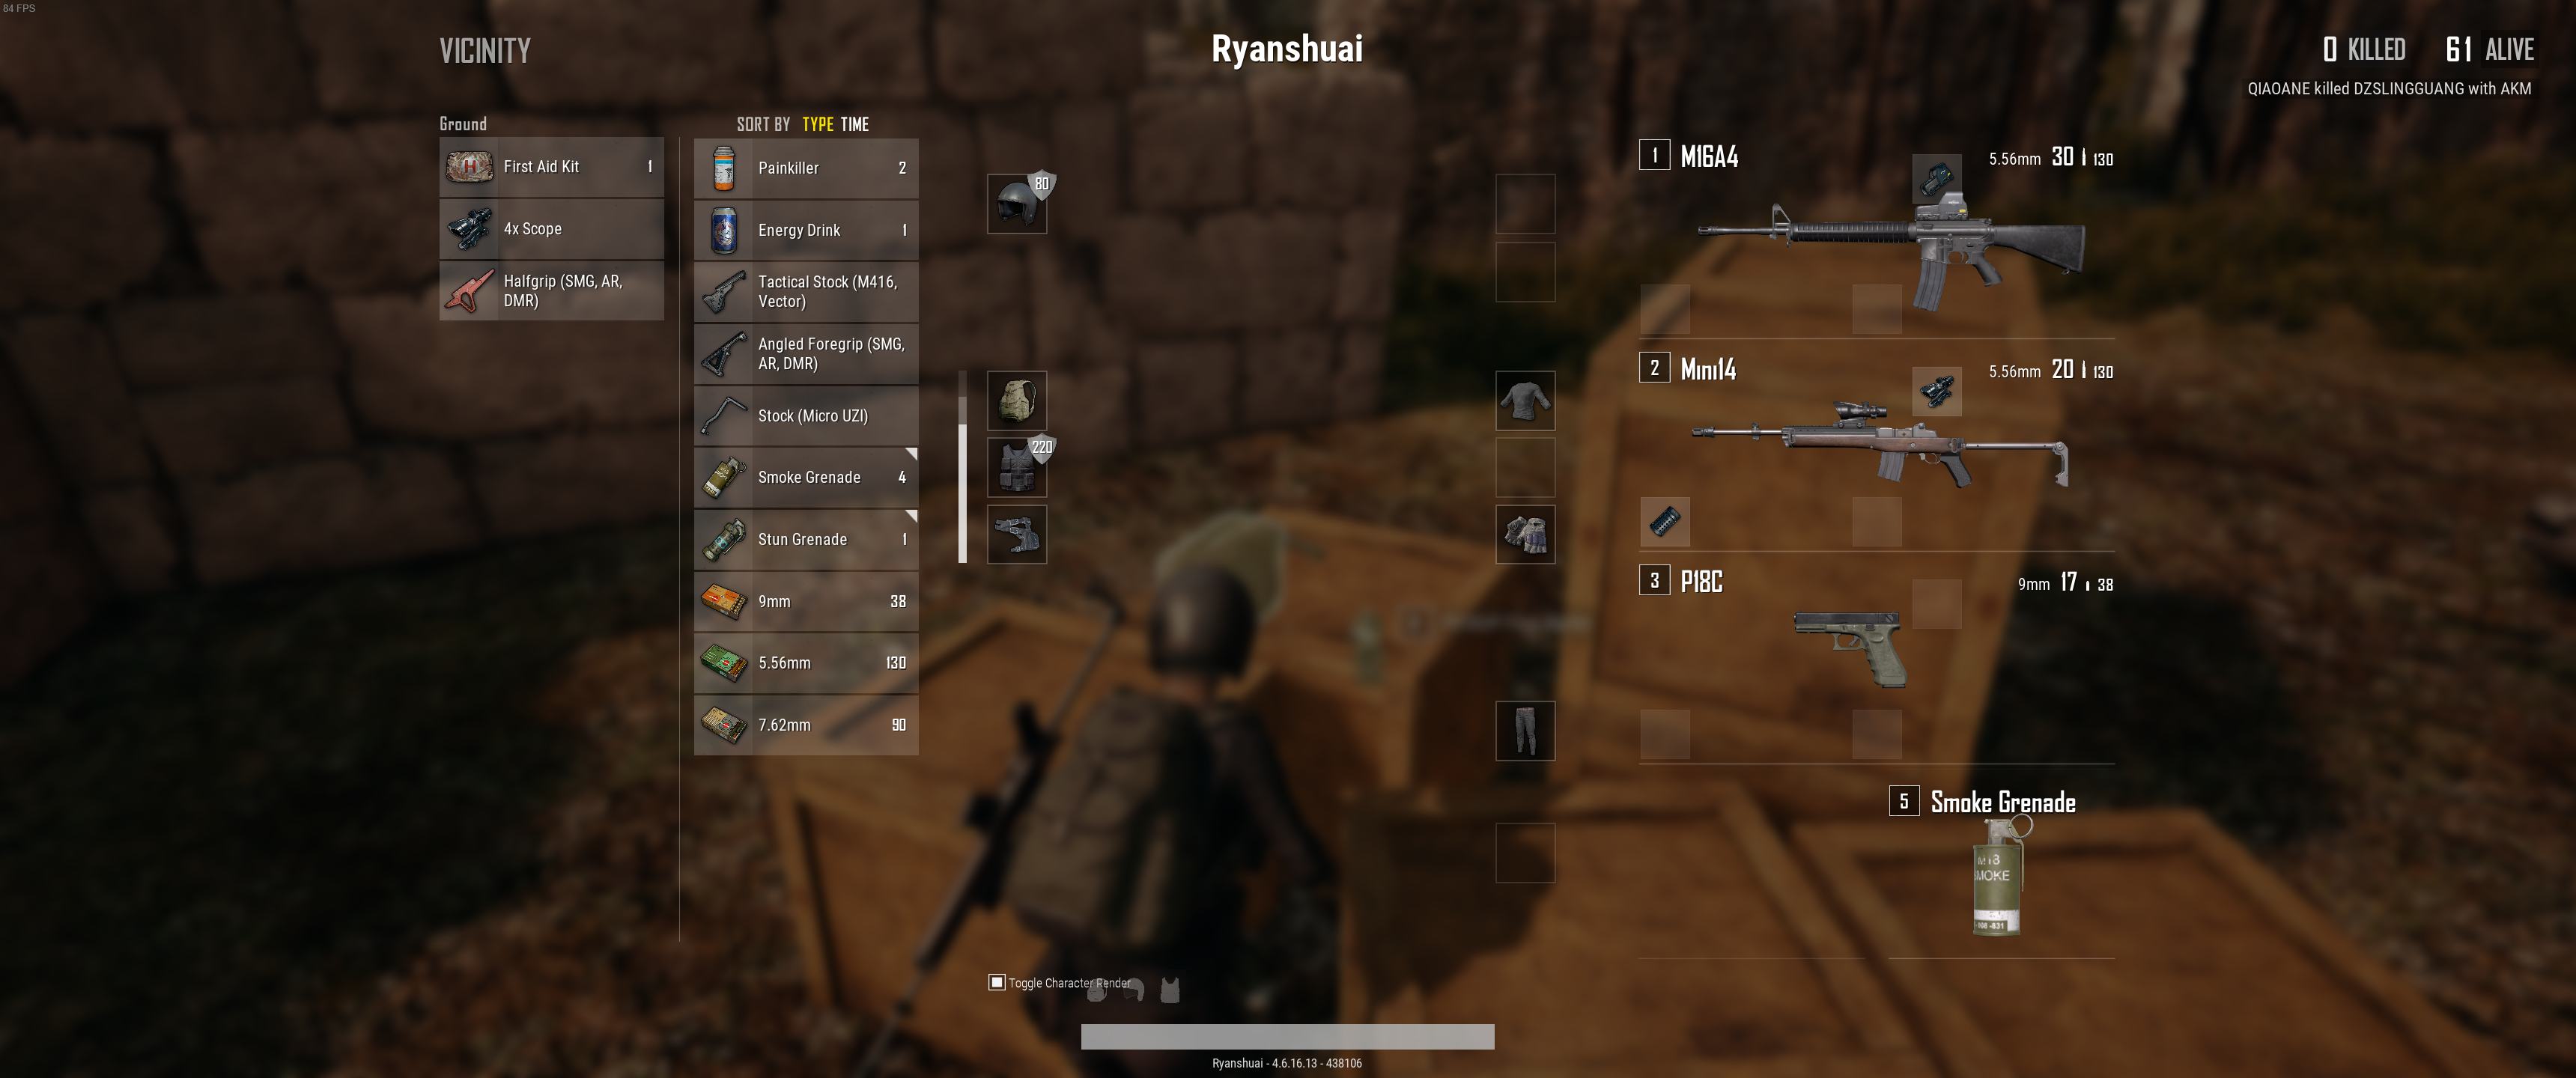 84 FPS
VICINITY
Ryanshuai
0 KILLED 61 ALIVE
QIAOANE killed DZSLINGGUANG with AKM
Ground
First Aid Kit 1
4x Scope
Halfgrip (SMG, AR,
DMR)
SORT BY TYPE TIME
Painkiller 2
Energy Drink 1
Tactical Stock (M416,
Vector)
Angled Foregrip (SMG,
AR, DMR)
Stock (Micro UZI)
Smoke Grenade 4
Stun Grenade 1
9mm 38
5.56mm 130
7.62mm 90
80
220
1 M16A4 5.56mm 30 130
2 Mini14 5.56mm 20 130
3 P18C 9mm 17 38
5 Smoke Grenade
SMOKE
Toggle Character Render
Ryanshuai - 4.6.16.13 - 438106